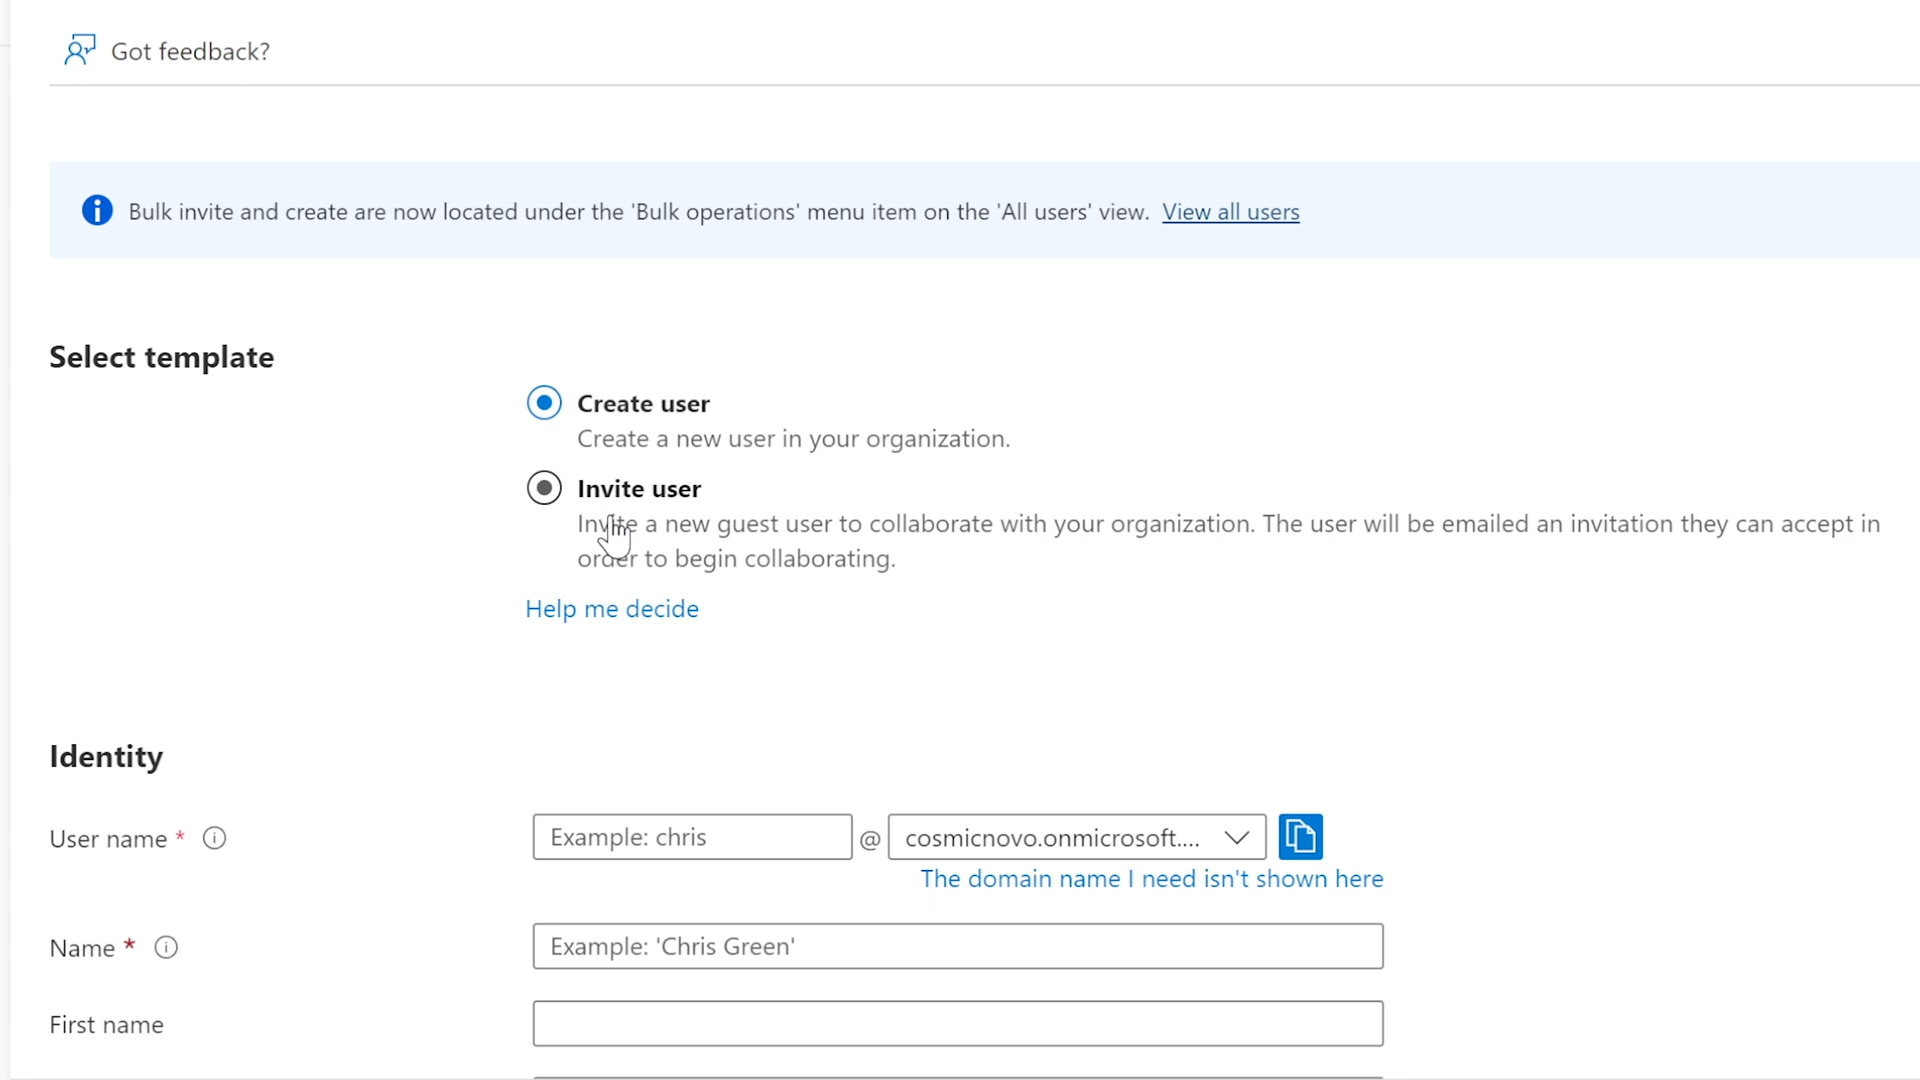 Got feedback?
Bulk invite and create are now located under the 'Bulk operations' menu item on the 'All users' view. View all users
Select template
Create user
Create a new user in your organization.
Invite user
Invite a new guest user to collaborate with your organization. The user will be emailed an invitation they can accept in
order to begin collaborating.
Help me decide
Identity
User name * Example: chris @ cosmicnovo.onmicrosoft....
The domain name I need isn't shown here
Name * Example: 'Chris Green'
First name